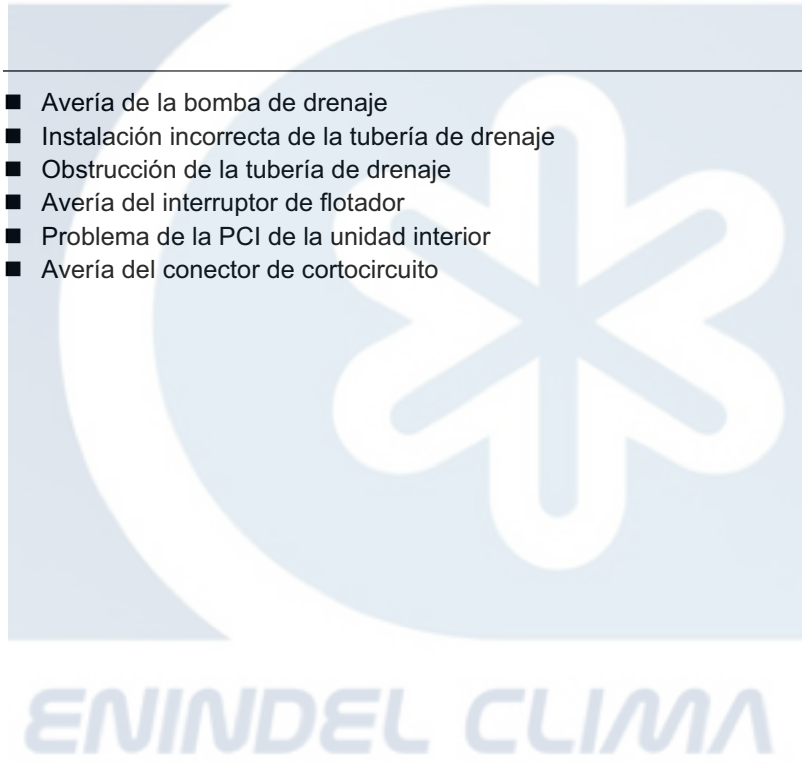 ■ Avería de la bomba de drenaje
■ Instalación incorrecta de la tubería de drenaje
■ Obstrucción de la tubería de drenaje
■ Avería del interruptor de flotador
■ Problema de la PCI de la unidad interior
■ Avería del conector de cortocircuito
ENINDEL CLIMA